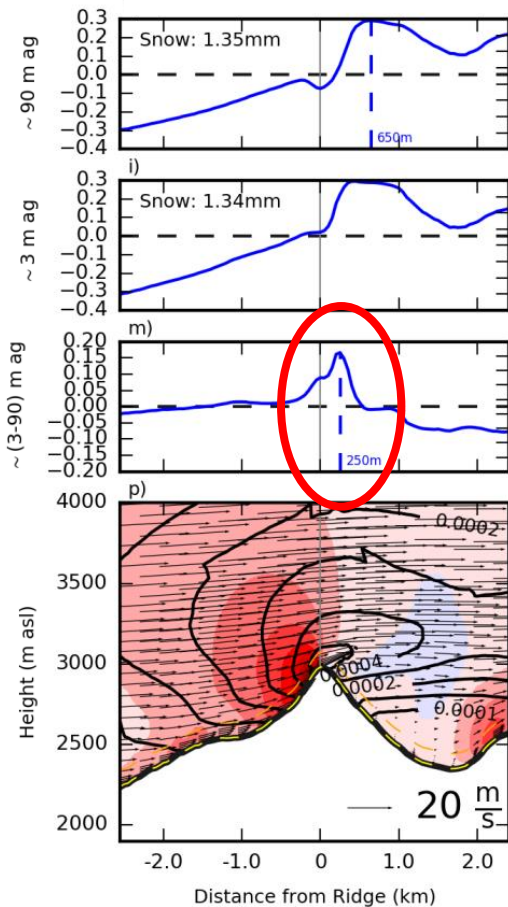 ~ 90 m ag
0.3
0.2
0.1
0.0
−0.1
−0.2
−0.3
−0.4
Snow: 1.35mm
650m
i)
~ 3 m ag
0.3
0.2
0.1
0.0
−0.1
−0.2
−0.3
−0.4
Snow: 1.34mm
m)
~ (3-90) m ag
0.20
0.15
0.10
0.05
0.00
−0.05
−0.10
−0.15
−0.20
250m
p)
Height (m asl)
4000
3500
3000
2500
2000
0.0002
0.0004
0.0002
0.0001
20 m/s
-2.0 -1.0 0 1.0 2.0
Distance from Ridge (km)